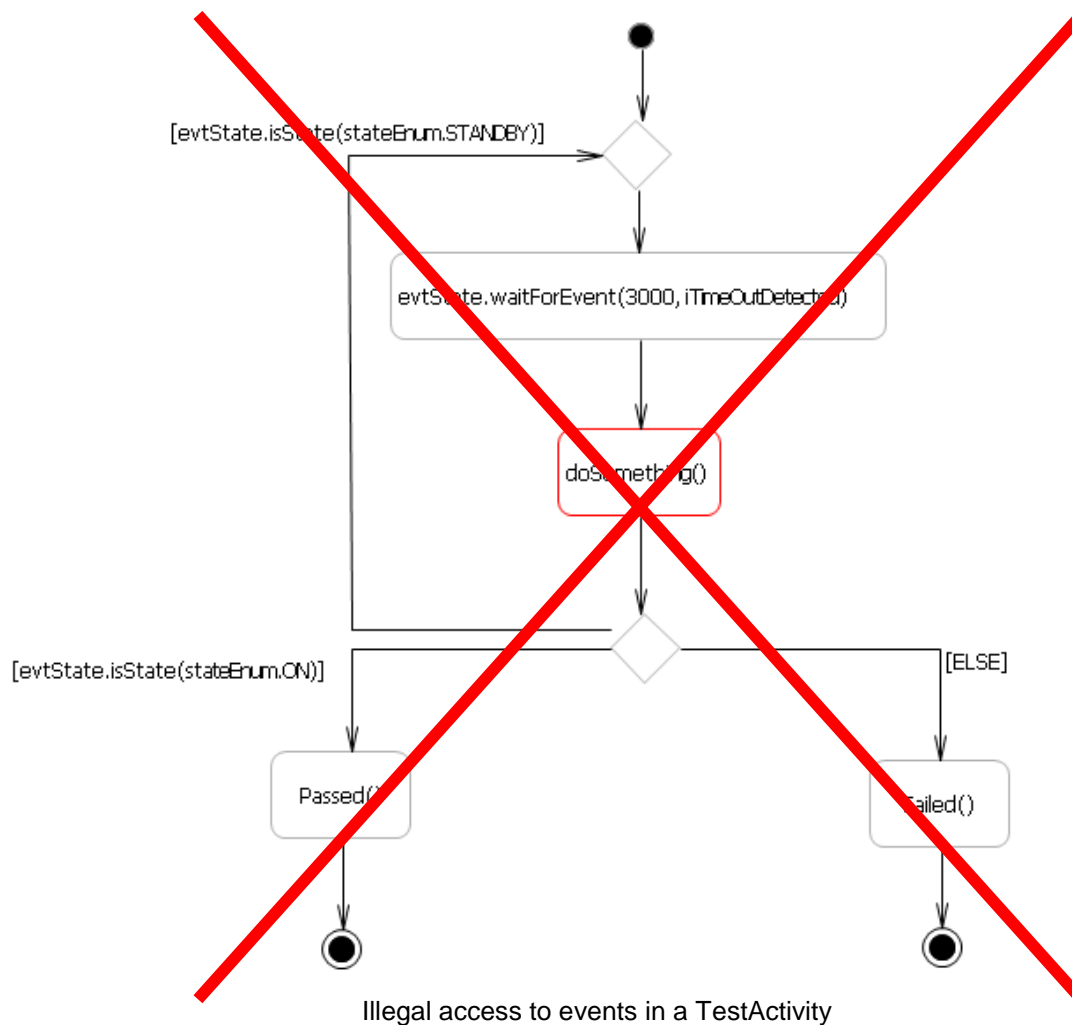 [evtState.isState(stateEnum.STANDBY)]
evtState.waitForEvent(3000, iTimeOutDetected)
doSomething()
[evtState.isState(stateEnum.ON)]
[ELSE]
Passed()
Failed()
Illegal access to events in a TestActivity